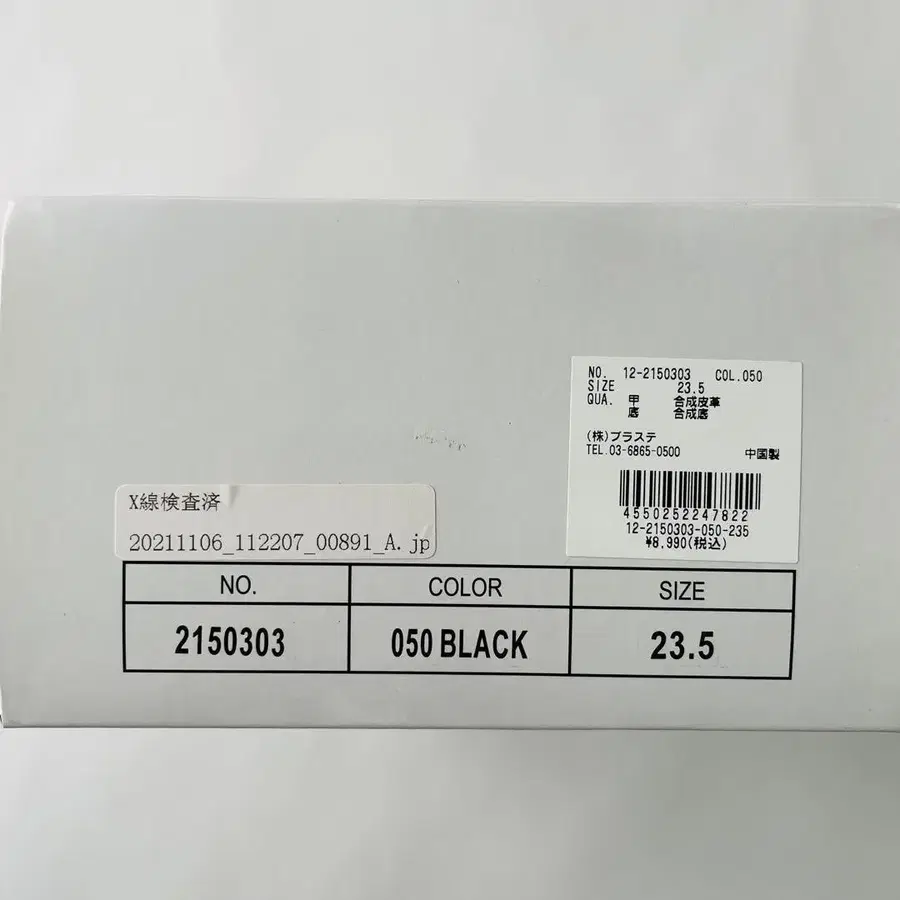 NO. 12-2150303 COL.050
SIZE 23.5
QUA. 甲 合成皮革
底 合成底
(株)プラステ
TEL.03-6865-0500 中国製
4550252247822
12-2150303-050-235
¥8,990(税込)
X線検査済
20211106_112207_00891_A.jp
NO. COLOR SIZE
2150303 050 BLACK 23.5